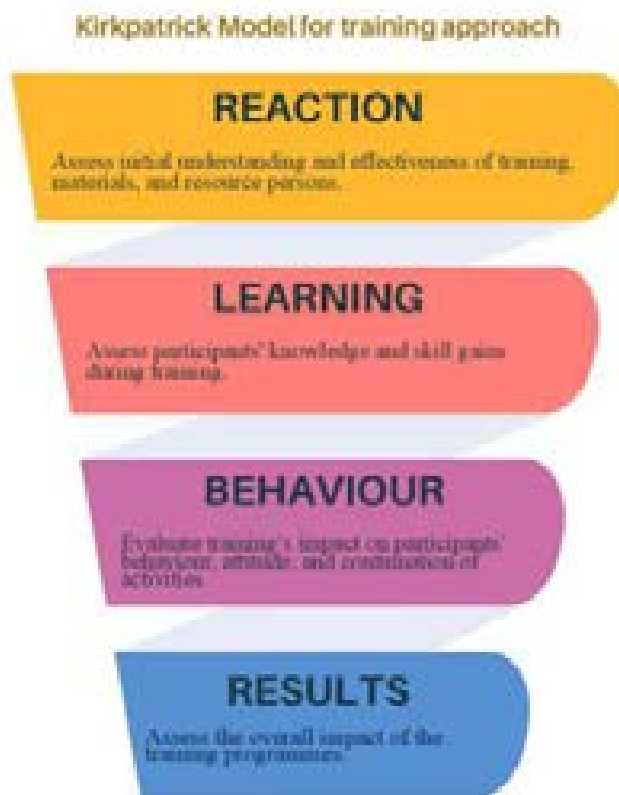 Kirkpatrick Model for training approach
REACTION
Assess initial understanding and effectiveness of training,
materials, and resource persons.
LEARNING
Assess participants' knowledge and skill gains
during training.
BEHAVIOUR
Evaluate training's impact on participants'
behaviour, attitude, and continuation of
activities.
RESULTS
Assess the overall impact of the
training programmes.